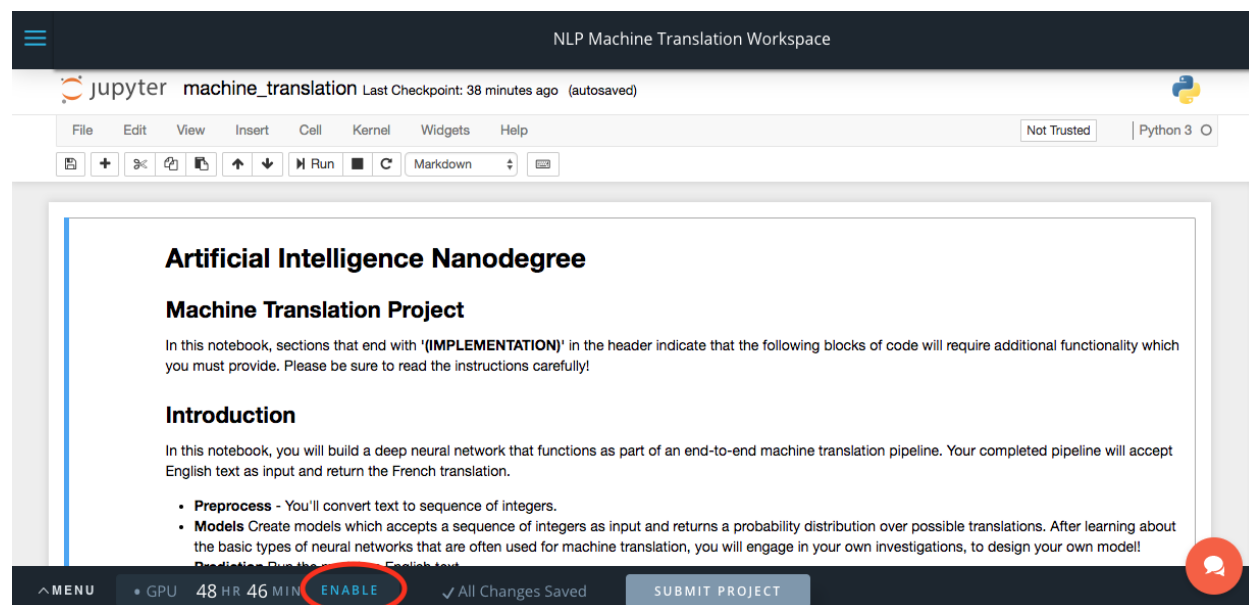 NLP Machine Translation Workspace
jupyter machine_translation Last Checkpoint: 38 minutes ago (autosaved)
File Edit View Insert Cell Kernel Widgets Help Not Trusted Python 3
Run Markdown
Artificial Intelligence Nanodegree
Machine Translation Project
In this notebook, sections that end with '(IMPLEMENTATION)' in the header indicate that the following blocks of code will require additional functionality which
you must provide. Please be sure to read the instructions carefully!
Introduction
In this notebook, you will build a deep neural network that functions as part of an end-to-end machine translation pipeline. Your completed pipeline will accept
English text as input and return the French translation.
• Preprocess - You'll convert text to sequence of integers.
• Models Create models which accepts a sequence of integers as input and returns a probability distribution over possible translations. After learning about
the basic types of neural networks that are often used for machine translation, you will engage in your own investigations, to design your own model!
Prediction Run the English text
MENU GPU 48 HR 46 MIN ENABLE All Changes Saved SUBMIT PROJECT